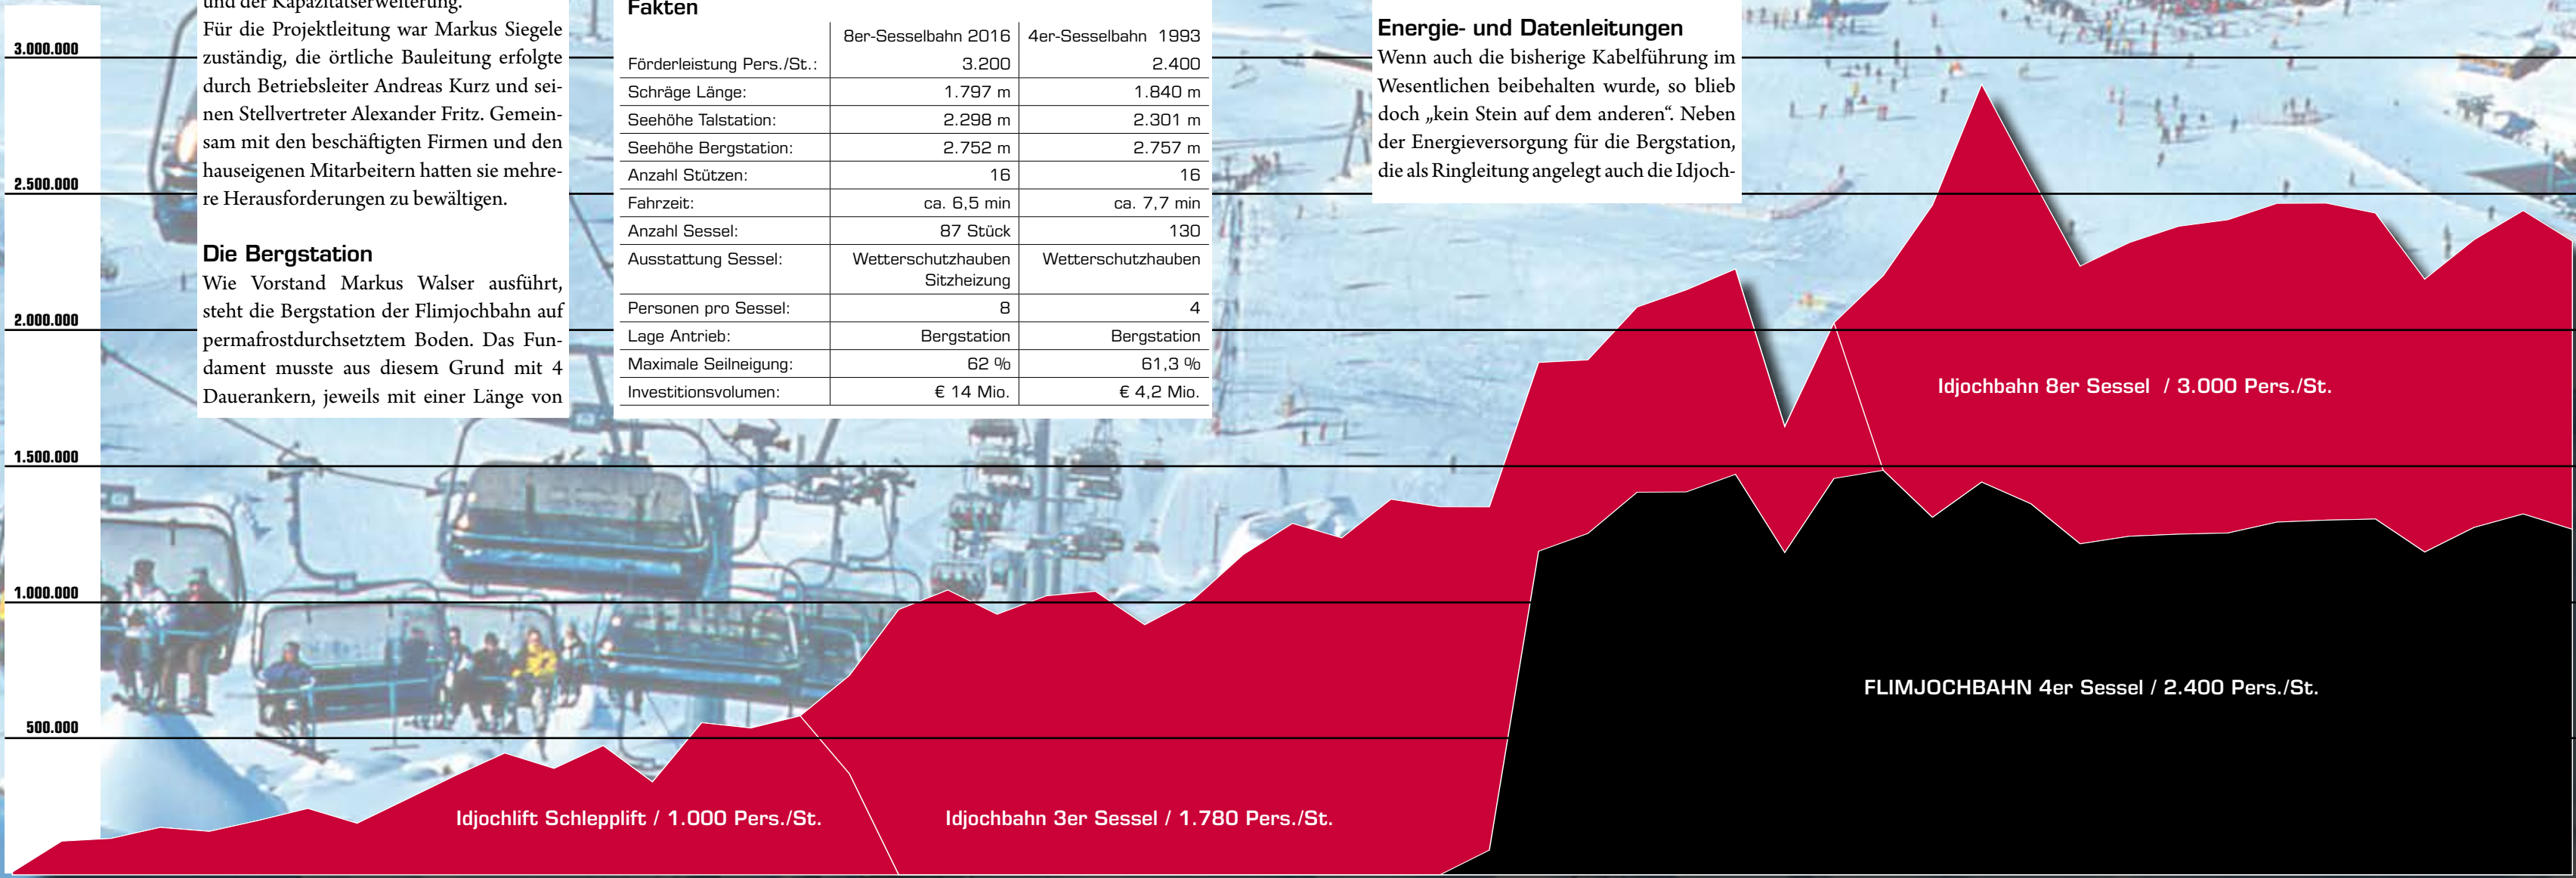 und der Kapazitätserweiterung.
Für die Projektleitung war Markus Siegele
zuständig, die örtliche Bauleitung erfolgte
durch Betriebsleiter Andreas Kurz und sei-
nen Stellvertreter Alexander Fritz. Gemein-
sam mit den beschäftigten Firmen und den
hauseigenen Mitarbeitern hatten sie mehre-
re Herausforderungen zu bewältigen.
Die Bergstation
Wie Vorstand Markus Walser ausführt,
steht die Bergstation der Flimjochbahn auf
permafrostdurchsetztem Boden. Das Fun-
dament musste aus diesem Grund mit 4
Dauerankern, jeweils mit einer Länge von
Fakten
8er-Sesselbahn 2016 4er-Sesselbahn 1993
Förderleistung Pers./St.: 3.200 2.400
Schräge Länge: 1.797 m 1.840 m
Seehöhe Talstation: 2.298 m 2.301 m
Seehöhe Bergstation: 2.752 m 2.757 m
Anzahl Stützen: 16 16
Fahrzeit: ca. 6,5 min ca. 7,7 min
Anzahl Sessel: 87 Stück 130
Ausstattung Sessel: Wetterschutzhauben Wetterschutzhauben
Sitzheizung
Personen pro Sessel: 8 4
Lage Antrieb: Bergstation Bergstation
Maximale Seilneigung: 62 % 61,3 %
Investitionsvolumen: € 14 Mio. € 4,2 Mio.
Energie- und Datenleitungen
Wenn auch die bisherige Kabelführung im
Wesentlichen beibehalten wurde, so blieb
doch „kein Stein auf dem anderen“. Neben
der Energieversorgung für die Bergstation,
die als Ringleitung angelegt auch die Idjoch-
3.000.000
2.500.000
2.000.000
1.500.000
1.000.000
500.000
Idjochlift Schlepplift / 1.000 Pers./St.
Idjochbahn 3er Sessel / 1.780 Pers./St.
Idjochbahn 8er Sessel / 3.000 Pers./St.
FLIMJOCHBAHN 4er Sessel / 2.400 Pers./St.